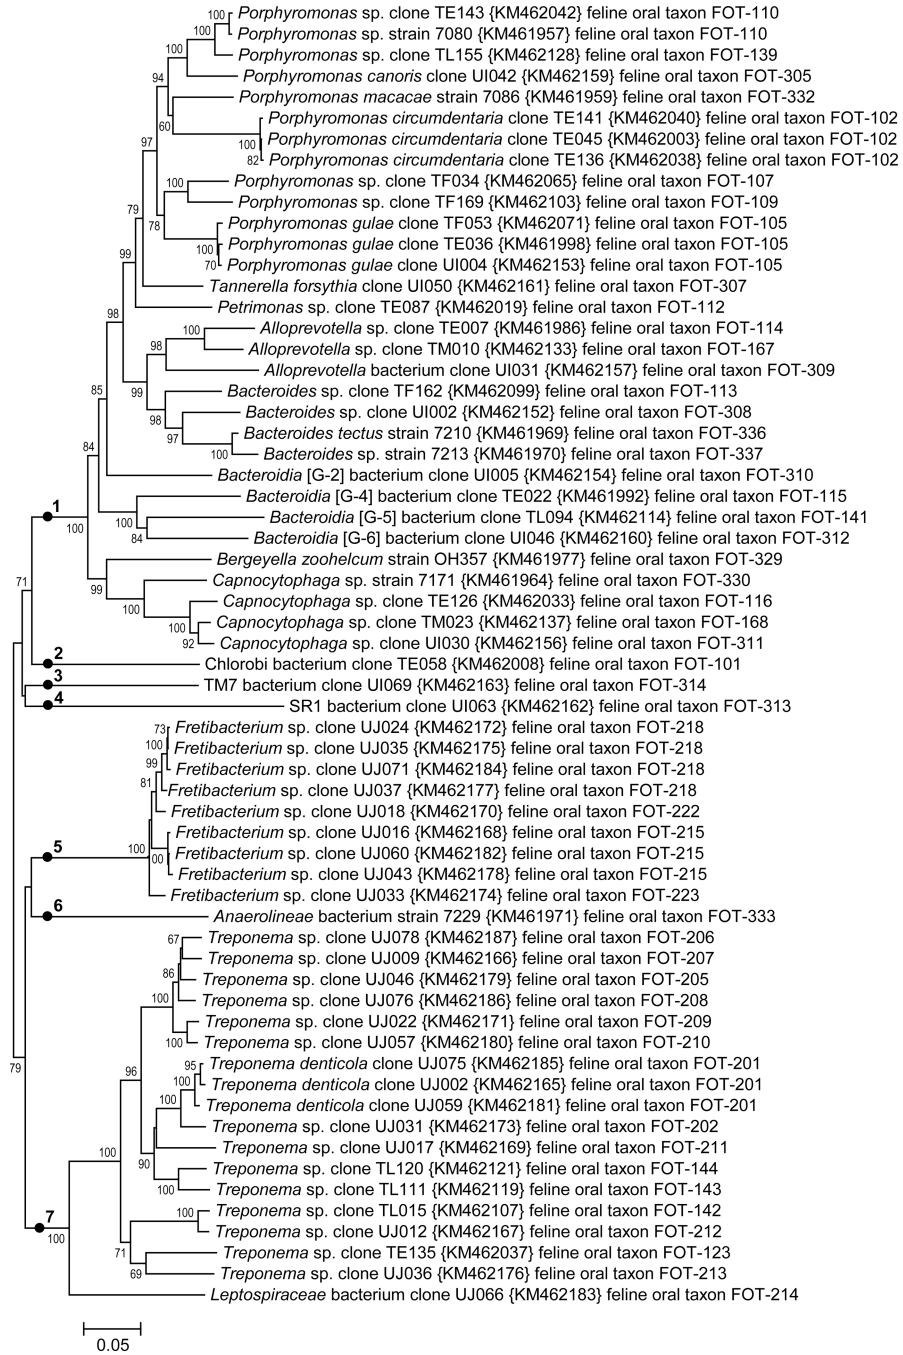 Porphyromonas sp. clone TE143 {KM462042} feline oral taxon FOT-110
100
Porphyromonas sp. strain 7080 {KM461957} feline oral taxon FOT-110
100
Porphyromonas sp. clone TL155 {KM462128} feline oral taxon FOT-139
100
Porphyromonas canoris clone UI042 {KM462159} feline oral taxon FOT-305
94
Porphyromonas macacae strain 7086 {KM461959} feline oral taxon FOT-332
60
Porphyromonas circumdentaria clone TE141 {KM462040} feline oral taxon FOT-102
Porphyromonas circumdentaria clone TE045 {KM462003} feline oral taxon FOT-102
100
97
Porphyromonas circumdentaria clone TE136 {KM462038} feline oral taxon FOT-102
82
Porphyromonas sp. clone TF034 {KM462065} feline oral taxon FOT-107
100
Porphyromonas sp. clone TF169 {KM462103} feline oral taxon FOT-109
79
78
Porphyromonas gulae clone TF053 {KM462071} feline oral taxon FOT-105
Porphyromonas gulae clone TE036 {KM461998} feline oral taxon FOT-105
100
99
Porphyromonas gulae clone UI004 {KM462153} feline oral taxon FOT-105
70
Tannerella forsythia clone UI050 {KM462161} feline oral taxon FOT-307
Petrimonas sp. clone TE087 {KM462019} feline oral taxon FOT-112
98
Alloprevotella sp. clone TE007 {KM461986} feline oral taxon FOT-114
100
98
Alloprevotella sp. clone TM010 {KM462133} feline oral taxon FOT-167
Alloprevotella bacterium clone UI031 {KM462157} feline oral taxon FOT-309
99
85
Bacteroides sp. clone TF162 {KM462099} feline oral taxon FOT-113
98
Bacteroides sp. clone UI002 {KM462152} feline oral taxon FOT-308
97
Bacteroides tectus strain 7210 {KM461969} feline oral taxon FOT-336
84
Bacteroides sp. strain 7213 {KM461970} feline oral taxon FOT-337
100
Bacteroidia [G-2] bacterium clone UI005 {KM462154} feline oral taxon FOT-310
Bacteroidia [G-4] bacterium clone TE022 {KM461992} feline oral taxon FOT-115
1
100
Bacteroidia [G-5] bacterium clone TL094 {KM462114} feline oral taxon FOT-141
100
84
Bacteroidia [G-6] bacterium clone UI046 {KM462160} feline oral taxon FOT-312
Bergeyella zoohelcum strain OH357 {KM461977} feline oral taxon FOT-329
71
99
Capnocytophaga sp. strain 7171 {KM461964} feline oral taxon FOT-330
100
Capnocytophaga sp. clone TE126 {KM462033} feline oral taxon FOT-116
Capnocytophaga sp. clone TM023 {KM462137} feline oral taxon FOT-168
100
Capnocytophaga sp. clone UI030 {KM462156} feline oral taxon FOT-311
92
2
Chlorobi bacterium clone TE058 {KM462008} feline oral taxon FOT-101
3
TM7 bacterium clone UI069 {KM462163} feline oral taxon FOT-314
4
SR1 bacterium clone UI063 {KM462162} feline oral taxon FOT-313
Fretibacterium sp. clone UJ024 {KM462172} feline oral taxon FOT-218
73
100
Fretibacterium sp. clone UJ035 {KM462175} feline oral taxon FOT-218
99
Fretibacterium sp. clone UJ071 {KM462184} feline oral taxon FOT-218
81
Fretibacterium sp. clone UJ037 {KM462177} feline oral taxon FOT-218
Fretibacterium sp. clone UJ018 {KM462170} feline oral taxon FOT-222
Fretibacterium sp. clone UJ016 {KM462168} feline oral taxon FOT-215
5
100
00
Fretibacterium sp. clone UJ060 {KM462182} feline oral taxon FOT-215
Fretibacterium sp. clone UJ043 {KM462178} feline oral taxon FOT-215
Fretibacterium sp. clone UJ033 {KM462174} feline oral taxon FOT-223
6
Anaerolineae bacterium strain 7229 {KM461971} feline oral taxon FOT-333
Treponema sp. clone UJ078 {KM462187} feline oral taxon FOT-206
67
Treponema sp. clone UJ009 {KM462166} feline oral taxon FOT-207
86
Treponema sp. clone UJ046 {KM462179} feline oral taxon FOT-205
100
Treponema sp. clone UJ076 {KM462186} feline oral taxon FOT-208
Treponema sp. clone UJ022 {KM462171} feline oral taxon FOT-209
100
Treponema sp. clone UJ057 {KM462180} feline oral taxon FOT-210
79
96
95
Treponema denticola clone UJ075 {KM462185} feline oral taxon FOT-201
100
Treponema denticola clone UJ002 {KM462165} feline oral taxon FOT-201
100
Treponema denticola clone UJ059 {KM462181} feline oral taxon FOT-201
Treponema sp. clone UJ031 {KM462173} feline oral taxon FOT-202
100
Treponema sp. clone UJ017 {KM462169} feline oral taxon FOT-211
90
Treponema sp. clone TL120 {KM462121} feline oral taxon FOT-144
100
Treponema sp. clone TL111 {KM462119} feline oral taxon FOT-143
7
100
100
Treponema sp. clone TL015 {KM462107} feline oral taxon FOT-142
Treponema sp. clone UJ012 {KM462167} feline oral taxon FOT-212
71
Treponema sp. clone TE135 {KM462037} feline oral taxon FOT-123
69
Treponema sp. clone UJ036 {KM462176} feline oral taxon FOT-213
Leptospiraceae bacterium clone UJ066 {KM462183} feline oral taxon FOT-214
0.05